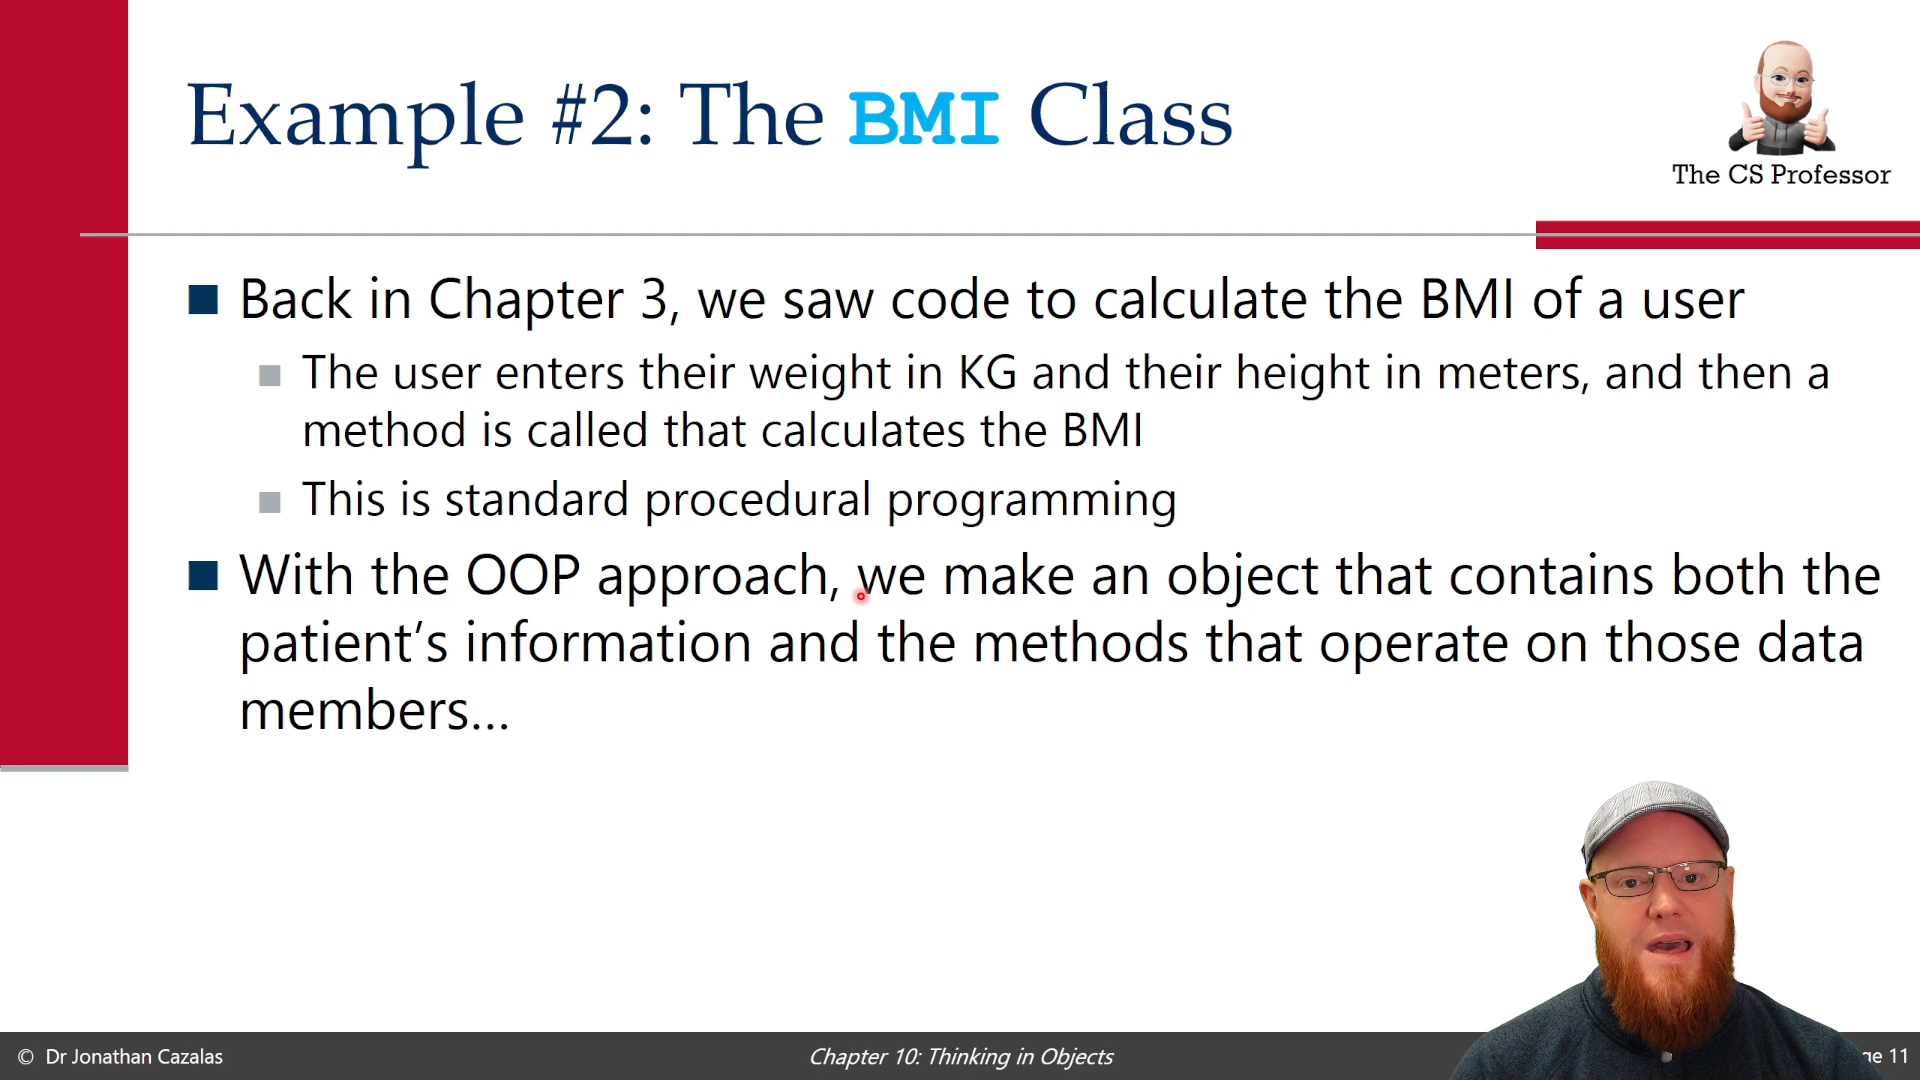 Example #2: The BMI Class
The CS Professor
Back in Chapter 3, we saw code to calculate the BMI of a user
The user enters their weight in KG and their height in meters, and then a
method is called that calculates the BMI
This is standard procedural programming
With the OOP approach, we make an object that contains both the
patient’s information and the methods that operate on those data
members…
© Dr Jonathan Cazalas
Chapter 10: Thinking in Objects
11